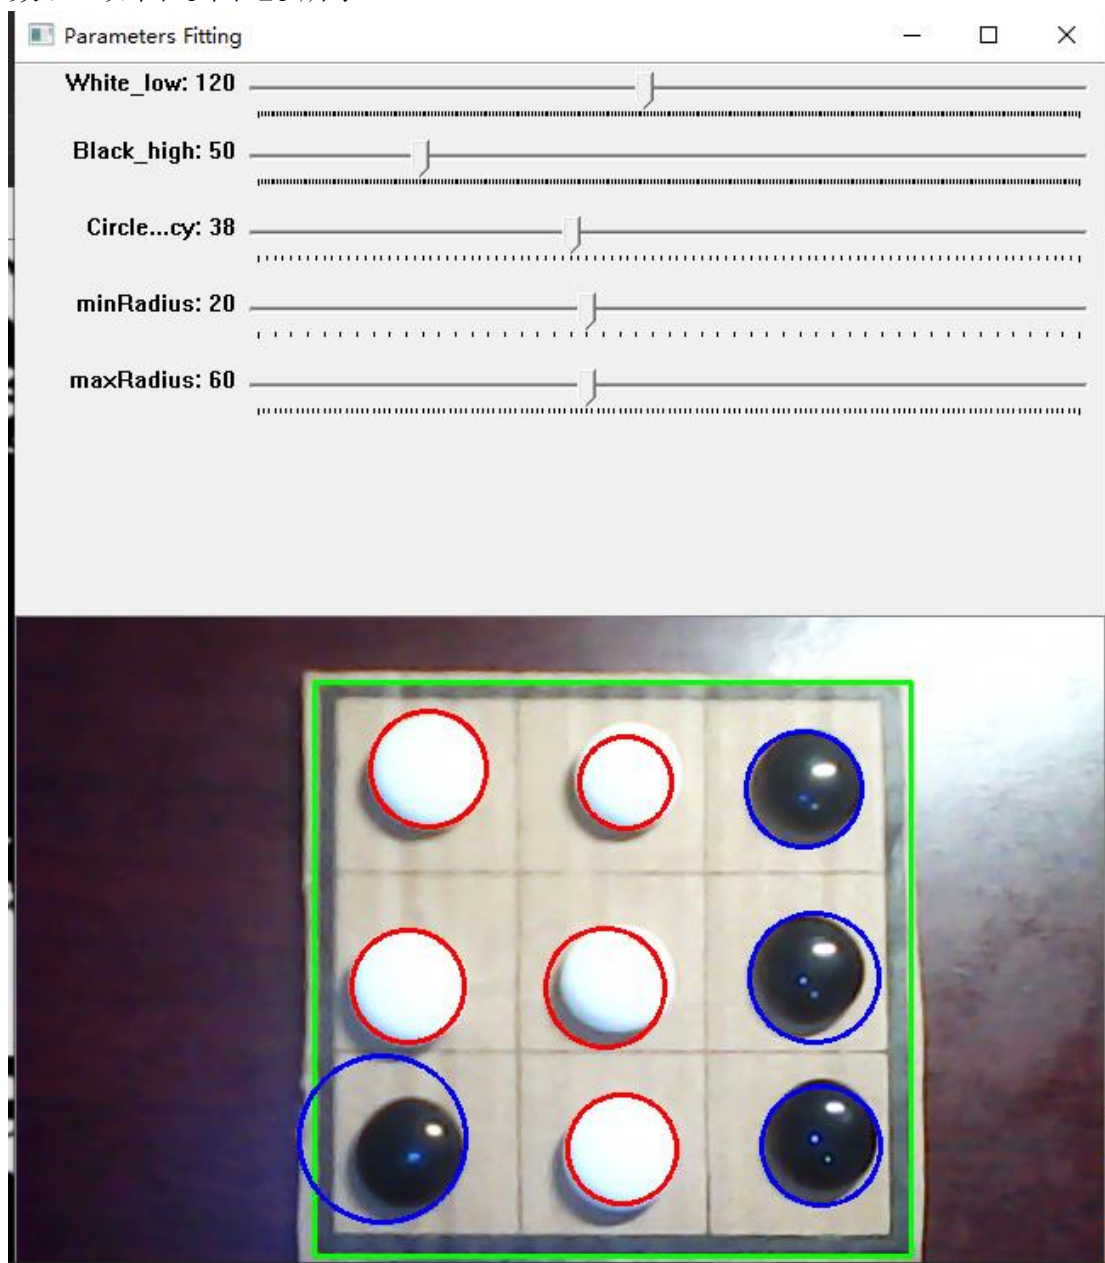 Parameters Fitting
White_low: 120
Black_high: 50
Circle...cy: 38
minRadius: 20
maxRadius: 60